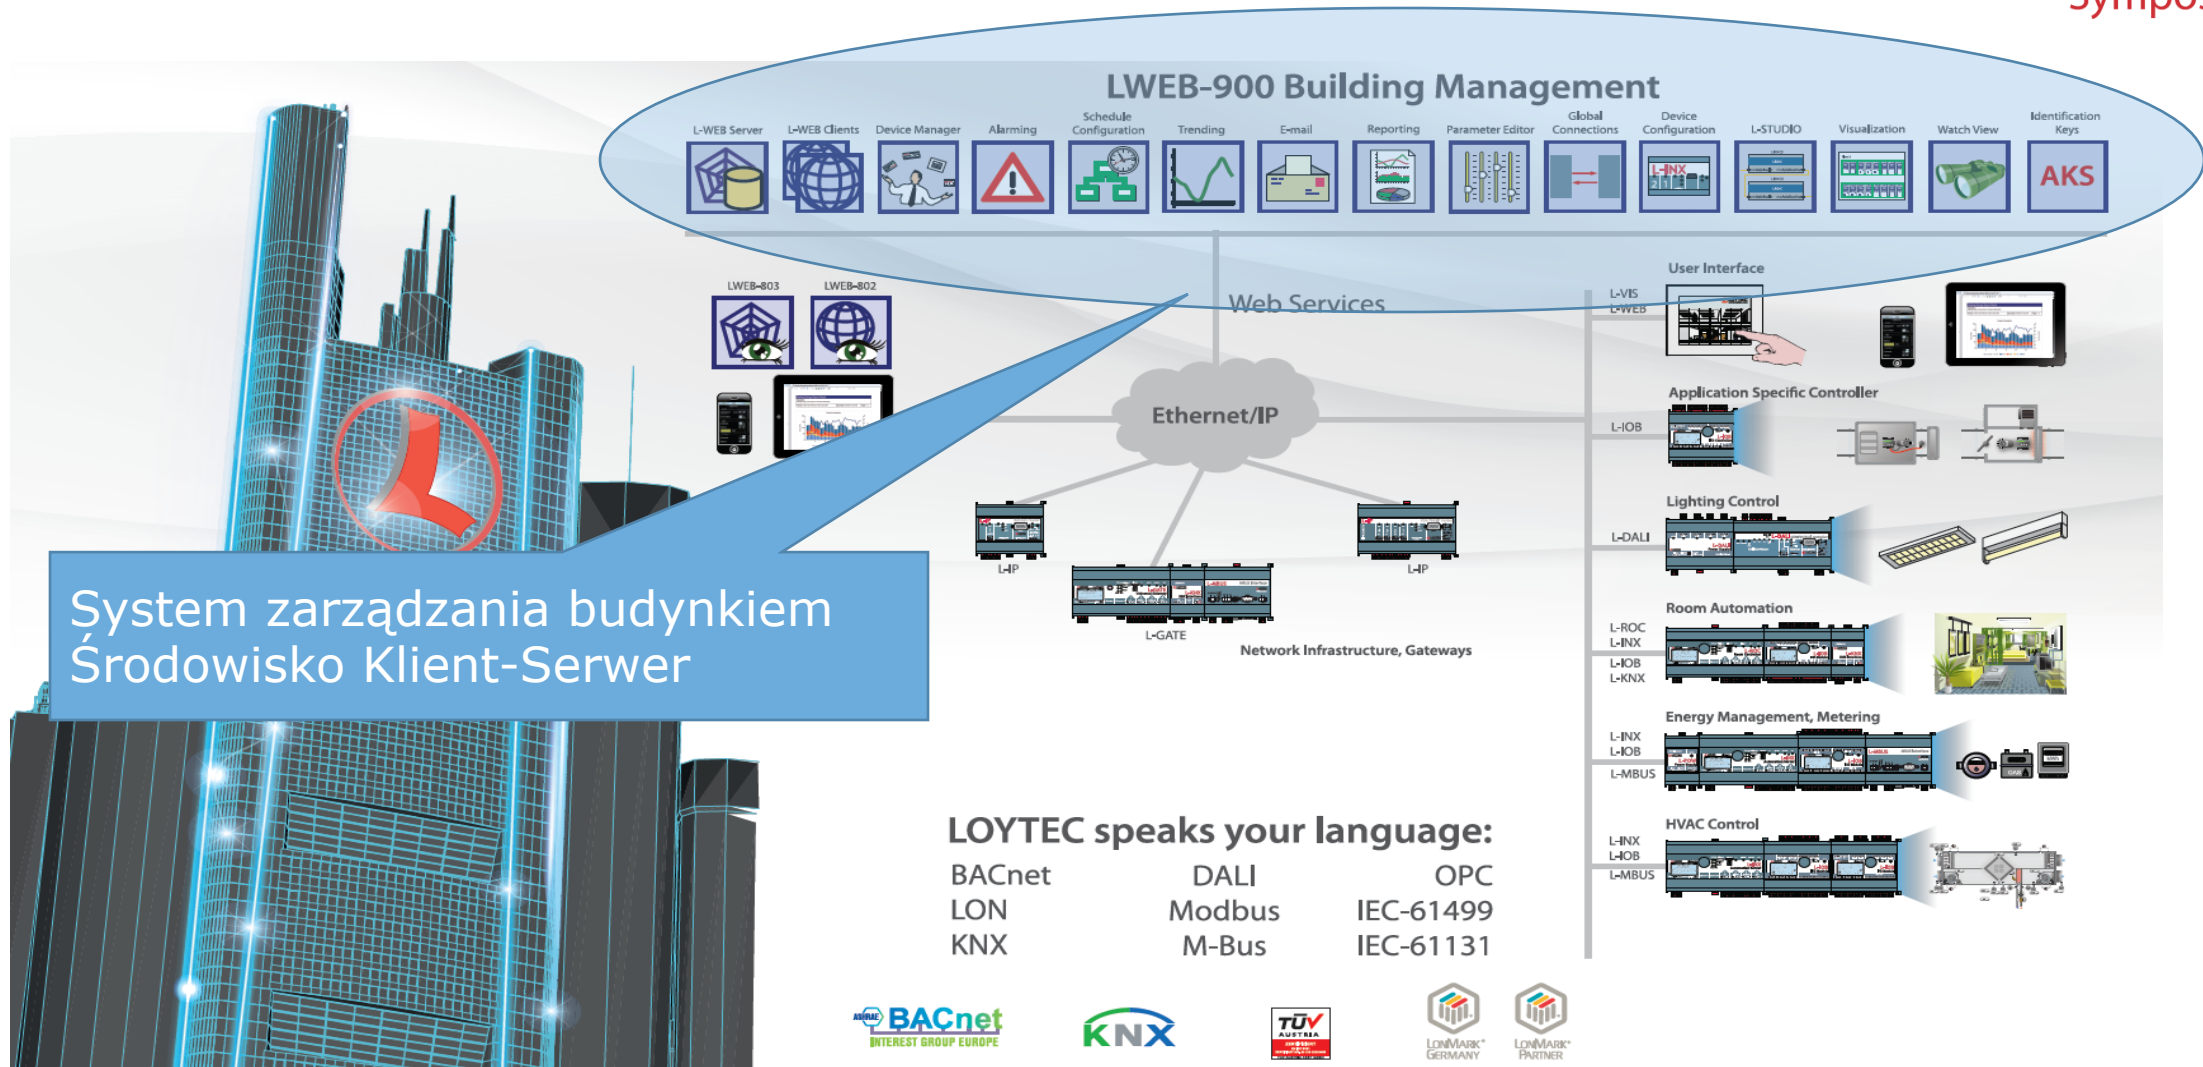 Sympos
LWEB-900 Building Management
L-WEB Server
L-WEB Clients
Device Manager
Alarming
Schedule
Configuration
Trending
E-mail
Reporting
Parameter Editor
Global
Connections
Device
Configuration
L-STUDIO
Visualization
Watch View
Identification
Keys
L-INX
AKS
LWEB-803
LWEB-802
Web Services
Ethernet/IP
L-IP
L-IP
L-GATE
Network Infrastructure, Gateways
System zarządzania budynkiem
Środowisko Klient-Serwer
User Interface
L-VIS
L-WEB
Application Specific Controller
L-IOB
Lighting Control
L-DALI
Room Automation
L-ROC
L-INX
L-IOB
L-KNX
Energy Management, Metering
L-INX
L-IOB
L-MBUS
HVAC Control
L-INX
L-IOB
L-MBUS
LOYTEC speaks your language:
BACnet DALI OPC
LON Modbus IEC-61499
KNX M-Bus IEC-61131
ASHRAE BACnet
INTEREST GROUP EUROPE
KNX
TÜV
AUSTRIA
LONMARK®
GERMANY
LONMARK®
PARTNER